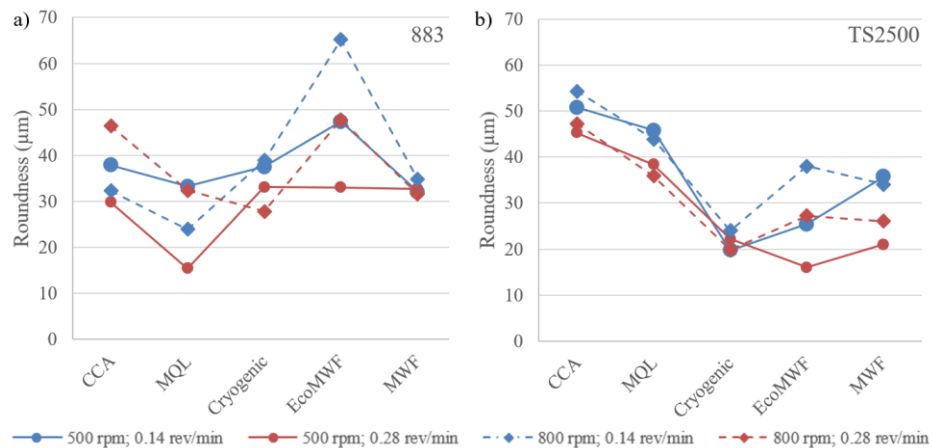 a)
883
70
60
50
40
30
20
10
0
Roundness (µm)
CCA
MQL
Cryogenic
EcoMWF
MWF
b)
TS2500
70
60
50
40
30
20
10
0
Roundness (µm)
CCA
MQL
Cryogenic
EcoMWF
MWF
500 rpm; 0.14 rev/min 500 rpm; 0.28 rev/min 800 rpm; 0.14 rev/min 800 rpm; 0.28 rev/min